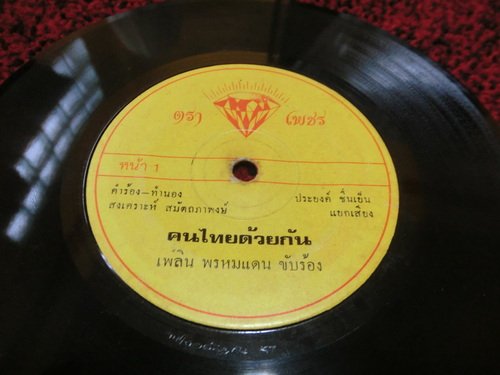 ตรา เพชร
หน้า 1
คำร้อง-ทำนอง
สงเคราะห์ สมัตถภาพงษ์
ประยงค์ ชื่นเย็น
แยกเสียง
คนไทยด้วยกัน
เพลิน พรหมแดน ขับร้อง